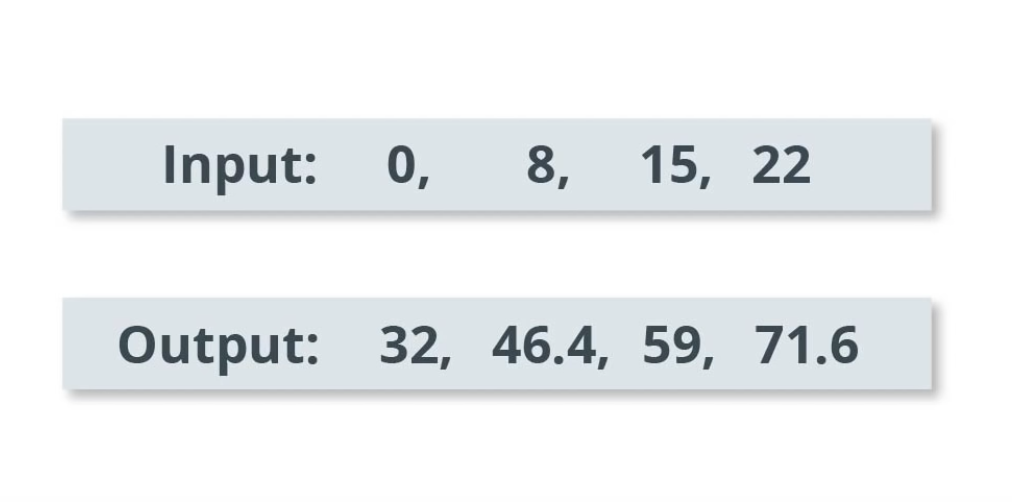 Input: 0, 8, 15, 22
Output: 32, 46.4, 59, 71.6